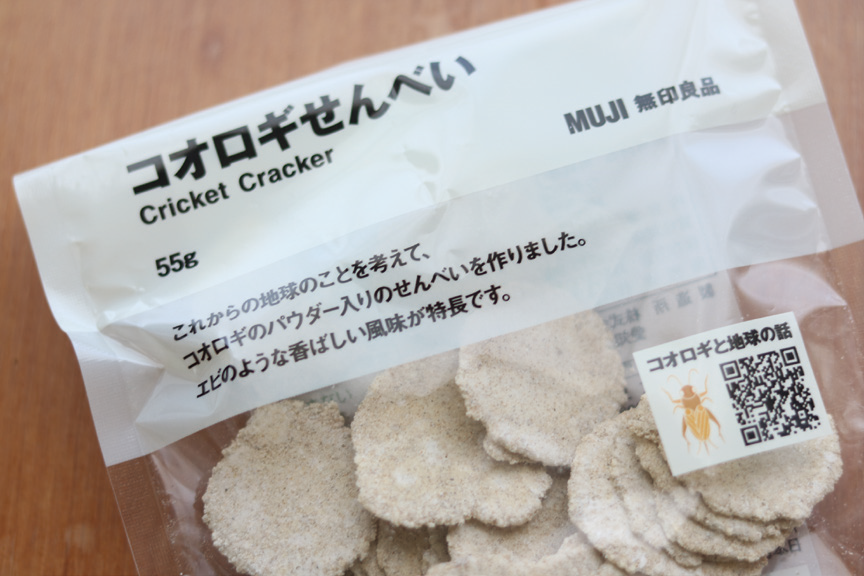 コオロギせんべい
Cricket Cracker
MUJI 無印良品
55g
これからの地球のことを考えて、
コオロギのパウダー入りのせんべいを作りました。
エビのような香ばしい風味が特長です。
コオロギと地球の話